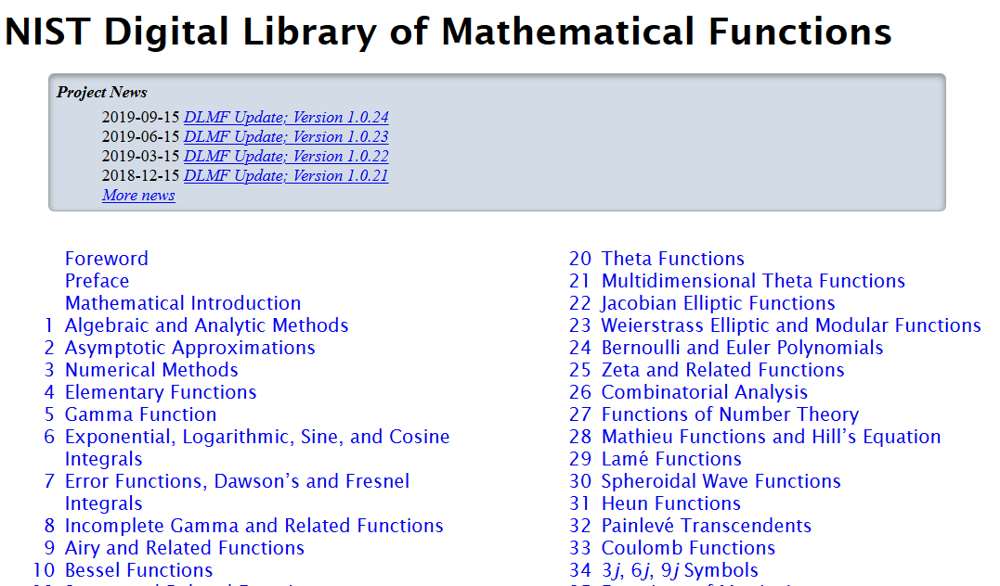 NIST Digital Library of Mathematical Functions
Project News
2019-09-15 DLMF Update; Version 1.0.24
2019-06-15 DLMF Update; Version 1.0.23
2019-03-15 DLMF Update; Version 1.0.22
2018-12-15 DLMF Update; Version 1.0.21
More news
Foreword
Preface
Mathematical Introduction
1 Algebraic and Analytic Methods
2 Asymptotic Approximations
3 Numerical Methods
4 Elementary Functions
5 Gamma Function
6 Exponential, Logarithmic, Sine, and Cosine
Integrals
7 Error Functions, Dawson’s and Fresnel
Integrals
8 Incomplete Gamma and Related Functions
9 Airy and Related Functions
10 Bessel Functions
20 Theta Functions
21 Multidimensional Theta Functions
22 Jacobian Elliptic Functions
23 Weierstrass Elliptic and Modular Functions
24 Bernoulli and Euler Polynomials
25 Zeta and Related Functions
26 Combinatorial Analysis
27 Functions of Number Theory
28 Mathieu Functions and Hill’s Equation
29 Lamé Functions
30 Spheroidal Wave Functions
31 Heun Functions
32 Painlevé Transcendents
33 Coulomb Functions
34 3j, 6j, 9j Symbols